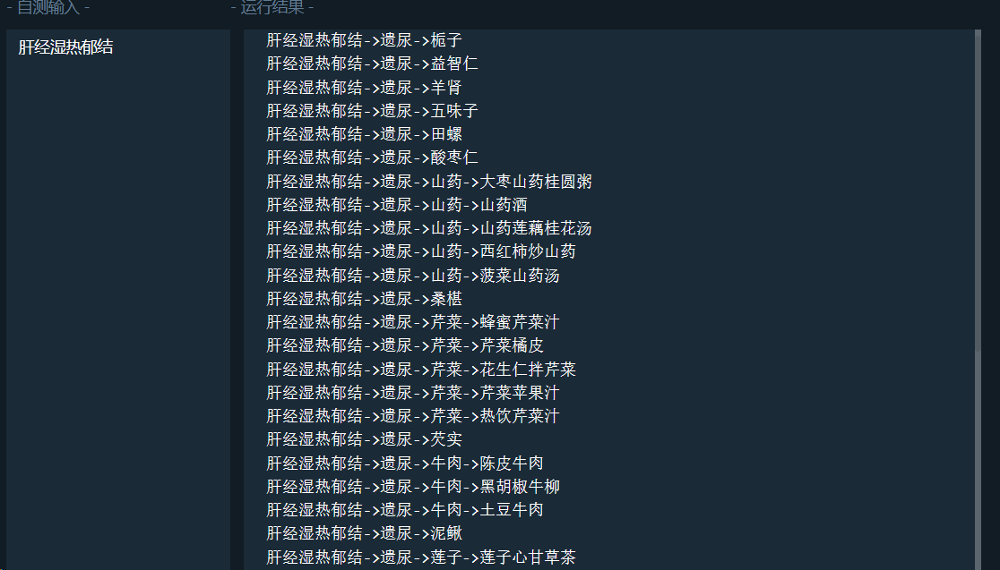 - 自测输入 -
- 运行结果 -
肝经湿热郁结
肝经湿热郁结->遗尿->栀子
肝经湿热郁结->遗尿->益智仁
肝经湿热郁结->遗尿->羊肾
肝经湿热郁结->遗尿->五味子
肝经湿热郁结->遗尿->田螺
肝经湿热郁结->遗尿->酸枣仁
肝经湿热郁结->遗尿->山药->大枣山药桂圆粥
肝经湿热郁结->遗尿->山药->山药酒
肝经湿热郁结->遗尿->山药->山药莲藕桂花汤
肝经湿热郁结->遗尿->山药->西红柿炒山药
肝经湿热郁结->遗尿->山药->菠菜山药汤
肝经湿热郁结->遗尿->桑椹
肝经湿热郁结->遗尿->芹菜->蜂蜜芹菜汁
肝经湿热郁结->遗尿->芹菜->芹菜橘皮
肝经湿热郁结->遗尿->芹菜->花生仁拌芹菜
肝经湿热郁结->遗尿->芹菜->芹菜苹果汁
肝经湿热郁结->遗尿->芹菜->热饮芹菜汁
肝经湿热郁结->遗尿->芡实
肝经湿热郁结->遗尿->牛肉->陈皮牛肉
肝经湿热郁结->遗尿->牛肉->黑胡椒牛柳
肝经湿热郁结->遗尿->牛肉->土豆牛肉
肝经湿热郁结->遗尿->泥鳅
肝经湿热郁结->遗尿->莲子->莲子心甘草茶